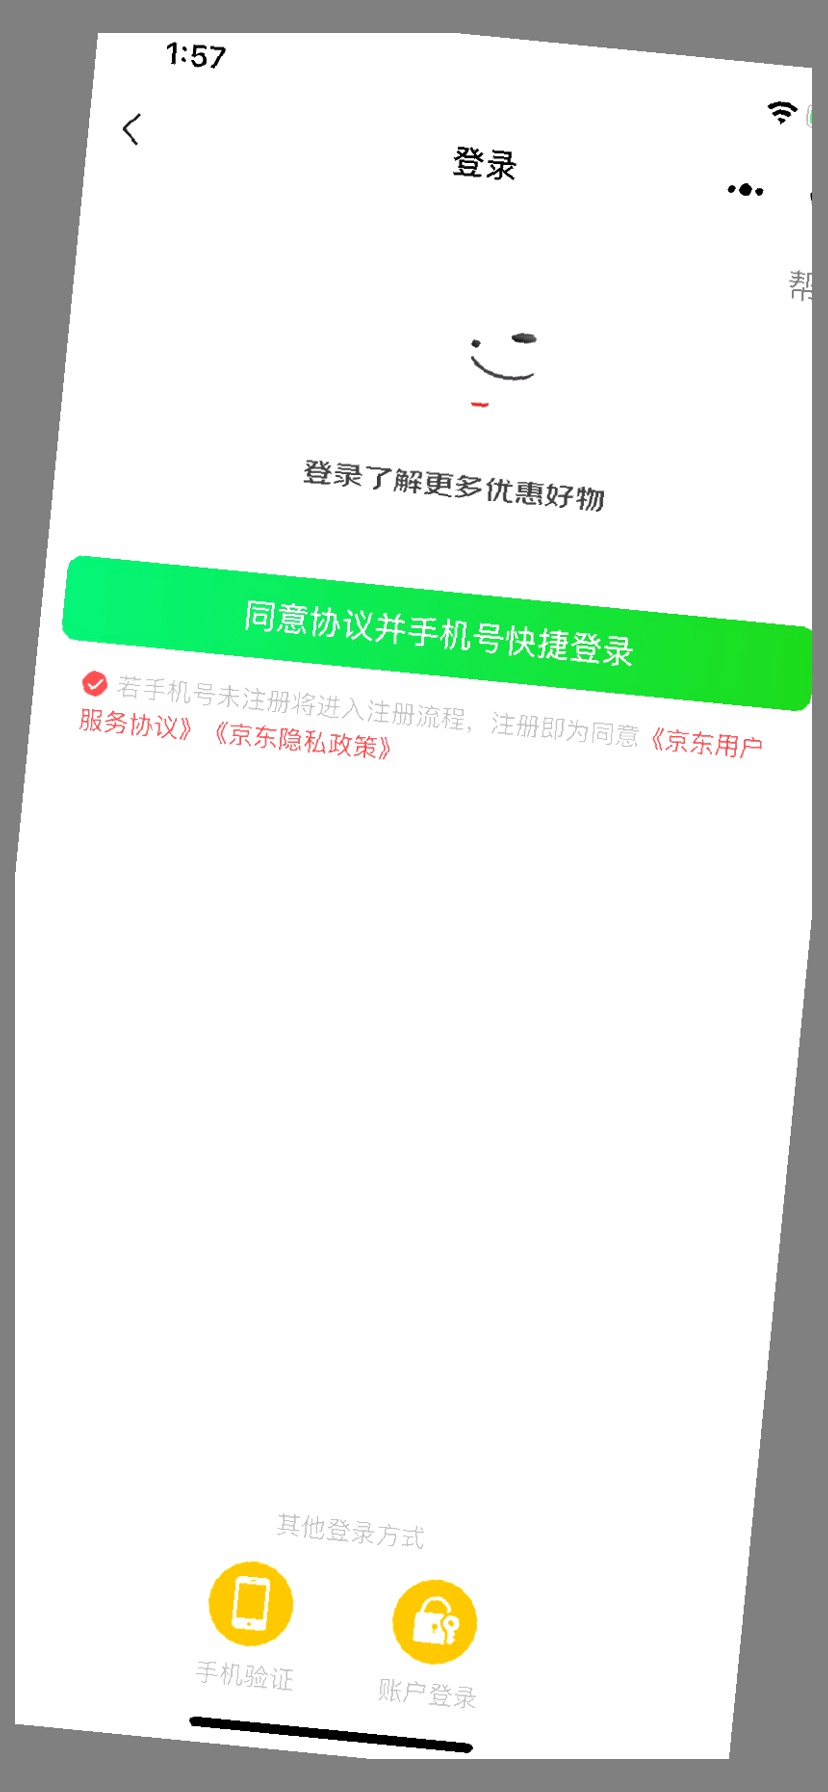 1:57
登录
登录了解更多优惠好物
同意协议并手机号快捷登录
若手机号未注册将进入注册流程，注册即为同意《京东用户
服务协议》《京东隐私政策》
其他登录方式
手机验证
账户登录